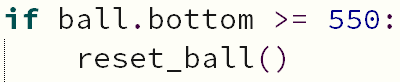 if ball.bottom >= 550:
    reset_ball()